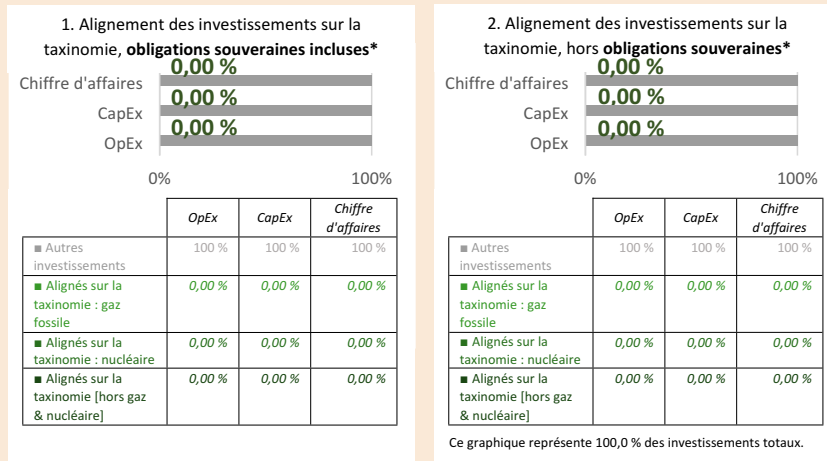 1. Alignement des investissements sur la
taxinomie, obligations souveraines incluses*
0,00 %
Chiffre d'affaires
0,00 %
CapEx
0,00 %
OpEx
0%
100%
OpEx CapEx Chiffre
d'affaires
■ Autres
investissements
100 % 100 % 100 %
■ Alignés sur la
taxinomie : gaz
fossile
0,00 % 0,00 % 0,00 %
■ Alignés sur la
taxinomie : nucléaire
0,00 % 0,00 % 0,00 %
■ Alignés sur la
taxinomie [hors gaz
& nucléaire]
0,00 % 0,00 % 0,00 %
2. Alignement des investissements sur la
taxinomie, hors obligations souveraines*
0,00 %
Chiffre d'affaires
0,00 %
CapEx
0,00 %
OpEx
0%
100%
OpEx CapEx Chiffre
d'affaires
■ Autres
investissements
100 % 100 % 100 %
■ Alignés sur la
taxinomie : gaz
fossile
0,00 % 0,00 % 0,00 %
■ Alignés sur la
taxinomie : nucléaire
0,00 % 0,00 % 0,00 %
■ Alignés sur la
taxinomie [hors gaz
& nucléaire]
0,00 % 0,00 % 0,00 %
Ce graphique représente 100,0 % des investissements totaux.